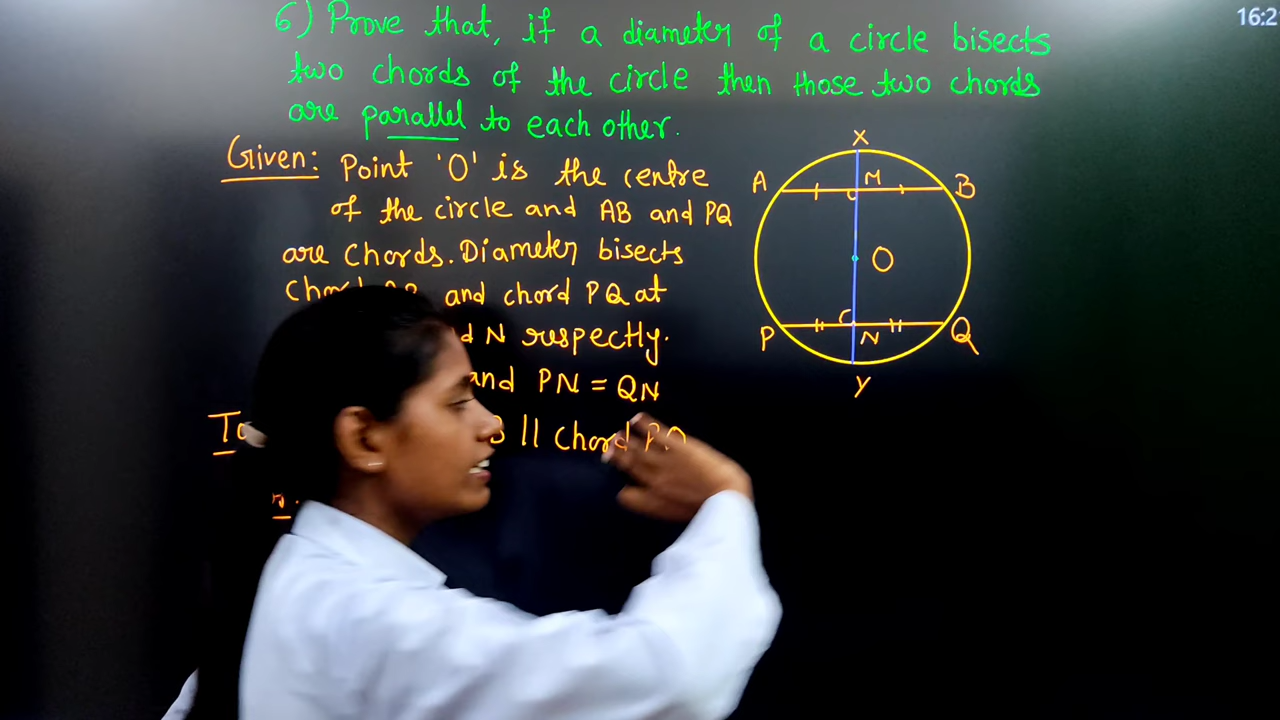 16:2
6) Prove that, if a diameter of a circle bisects
two chords of the circle then those two chords
are parallel to each other.
Given: Point 'O' is the centre
of the circle and AB and PQ
are chords. Diameter bisects
and chord PQ at
N respectly.
and PN = QN
To
|| chord PQ
X
A
M
B
O
P
N
Q
Y